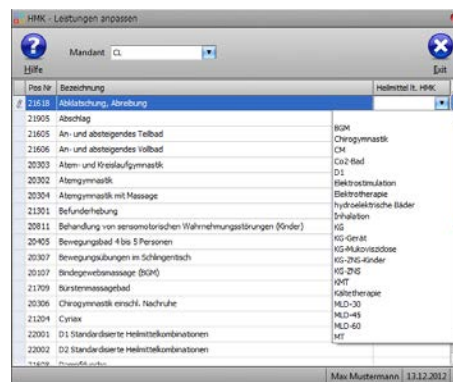 HMK - Leistungen anpassen
Mandant CL
Hilfe
Exit
Pos Nr Bezeichnung Heilmittel lt. HMK
21618 Abklatschung, Abreibung
21905 Abschlag
21605 An- und absteigendes Teilbad
21606 An- und absteigendes Vollbad
20303 Atem- und Kreislaufgymnastik
20302 Atemgymnastik
20304 Atemgymnastik mit Massage
21301 Befunderhebung
20811 Behandlung von sensomotorischen Wahrnehmungsstörungen (Kinder)
20405 Bewegungsbad 4 bis 5 Personen
20307 Bewegungsübungen im Schlingentisch
20107 Bindegewebsmassage (BGM)
21709 Bürstenmassagebad
20306 Chirogymnastik einschl. Nachruhe
21204 Cyriax
22001 D1 Standardisierte Heilmittelkombinationen
22002 D2 Standardisierte Heilmittelkombinationen
BGM
Chirogymnastik
CM
Co2-Bad
D1
Elektrostimulation
Elektrotherapie
hydroelektrische Bäder
Inhalation
KG
KG-Gerät
KG-Mukoviszidose
KG-ZNS-Kinder
KG-ZNS
KMT
Kältetherapie
MLD-30
MLD-45
MLD-60
MT
Max Mustermann 13.12.2012